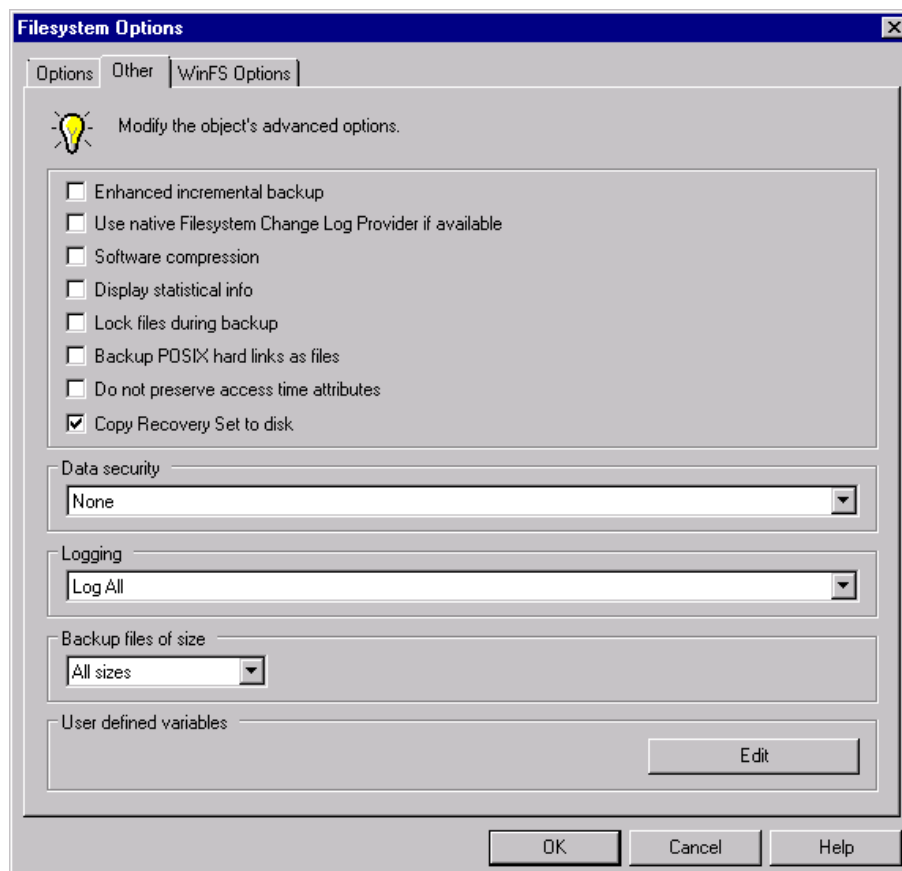 Filesystem Options
Options Other WinFS Options
Modify the object's advanced options.
Enhanced incremental backup
Use native Filesystem Change Log Provider if available
Software compression
Display statistical info
Lock files during backup
Backup POSIX hard links as files
Do not preserve access time attributes
Copy Recovery Set to disk
Data security
None
Logging
Log All
Backup files of size
All sizes
User defined variables
Edit
OK Cancel Help